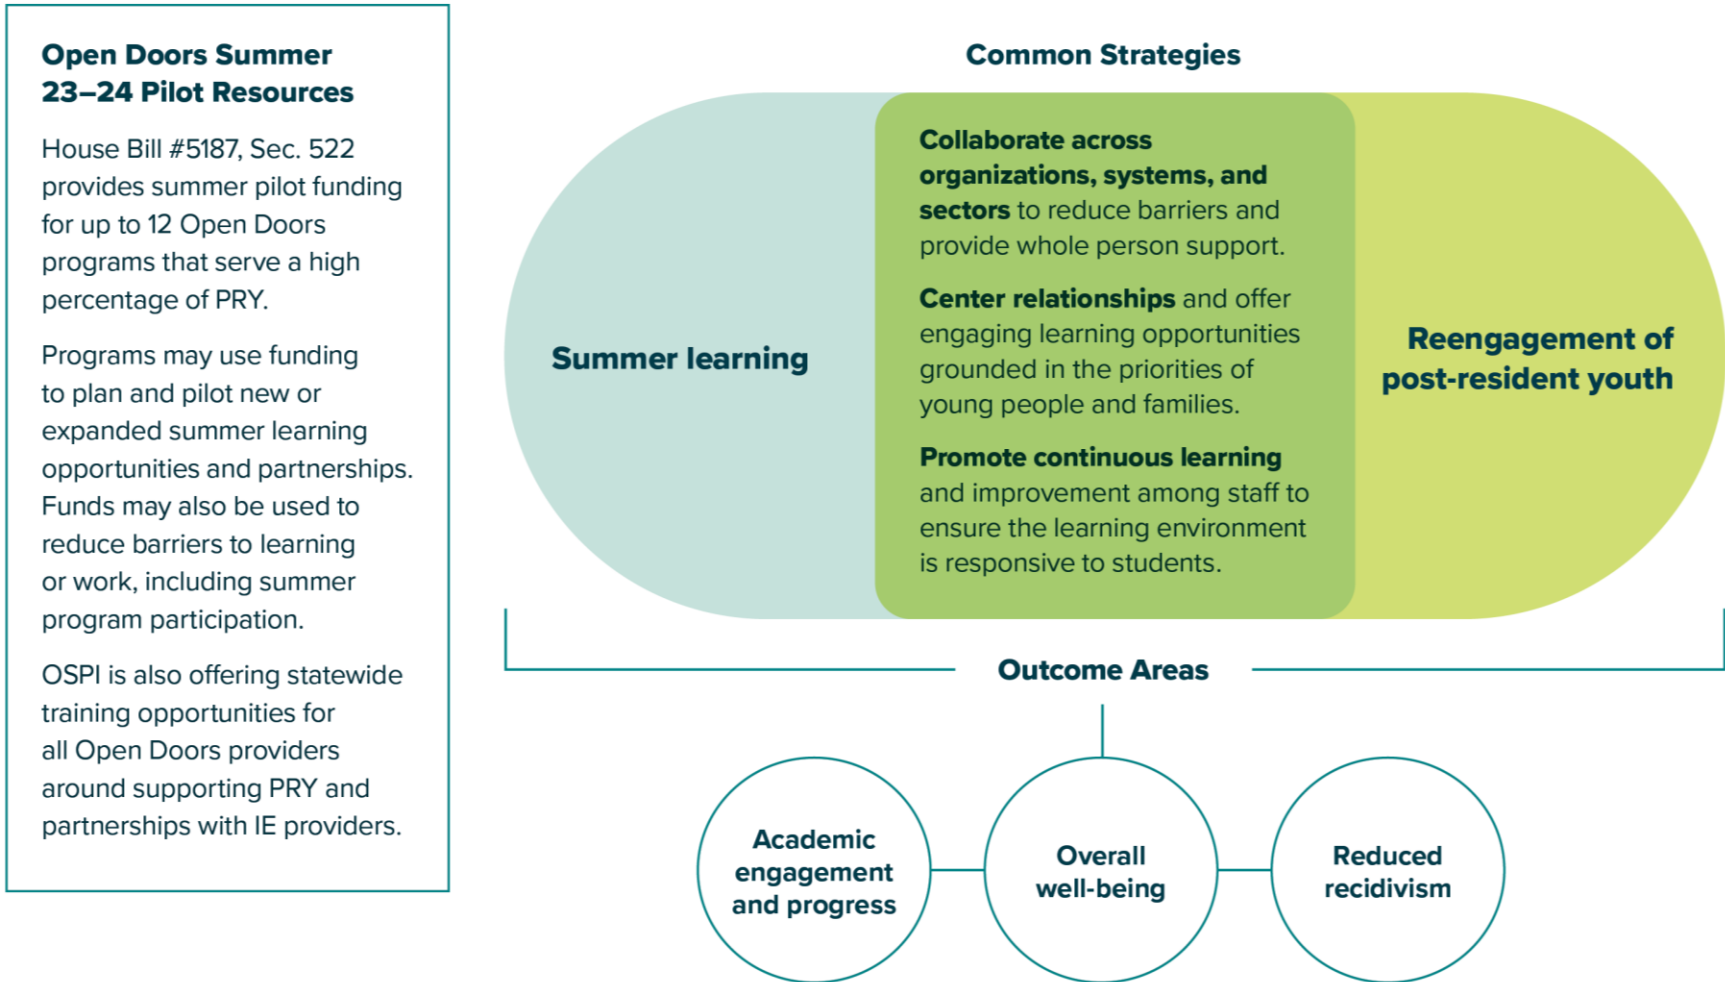 Open Doors Summer
23–24 Pilot Resources
House Bill #5187, Sec. 522
provides summer pilot funding
for up to 12 Open Doors
programs that serve a high
percentage of PRY.
Programs may use funding
to plan and pilot new or
expanded summer learning
opportunities and partnerships.
Funds may also be used to
reduce barriers to learning
or work, including summer
program participation.
OSPI is also offering statewide
training opportunities for
all Open Doors providers
around supporting PRY and
partnerships with IE providers.
Common Strategies
Summer learning
Collaborate across
organizations, systems, and
sectors to reduce barriers and
provide whole person support.
Center relationships and offer
engaging learning opportunities
grounded in the priorities of
young people and families.
Promote continuous learning
and improvement among staff to
ensure the learning environment
is responsive to students.
Reengagement of
post-resident youth
Outcome Areas
Academic
engagement
and progress
Overall
well-being
Reduced
recidivism